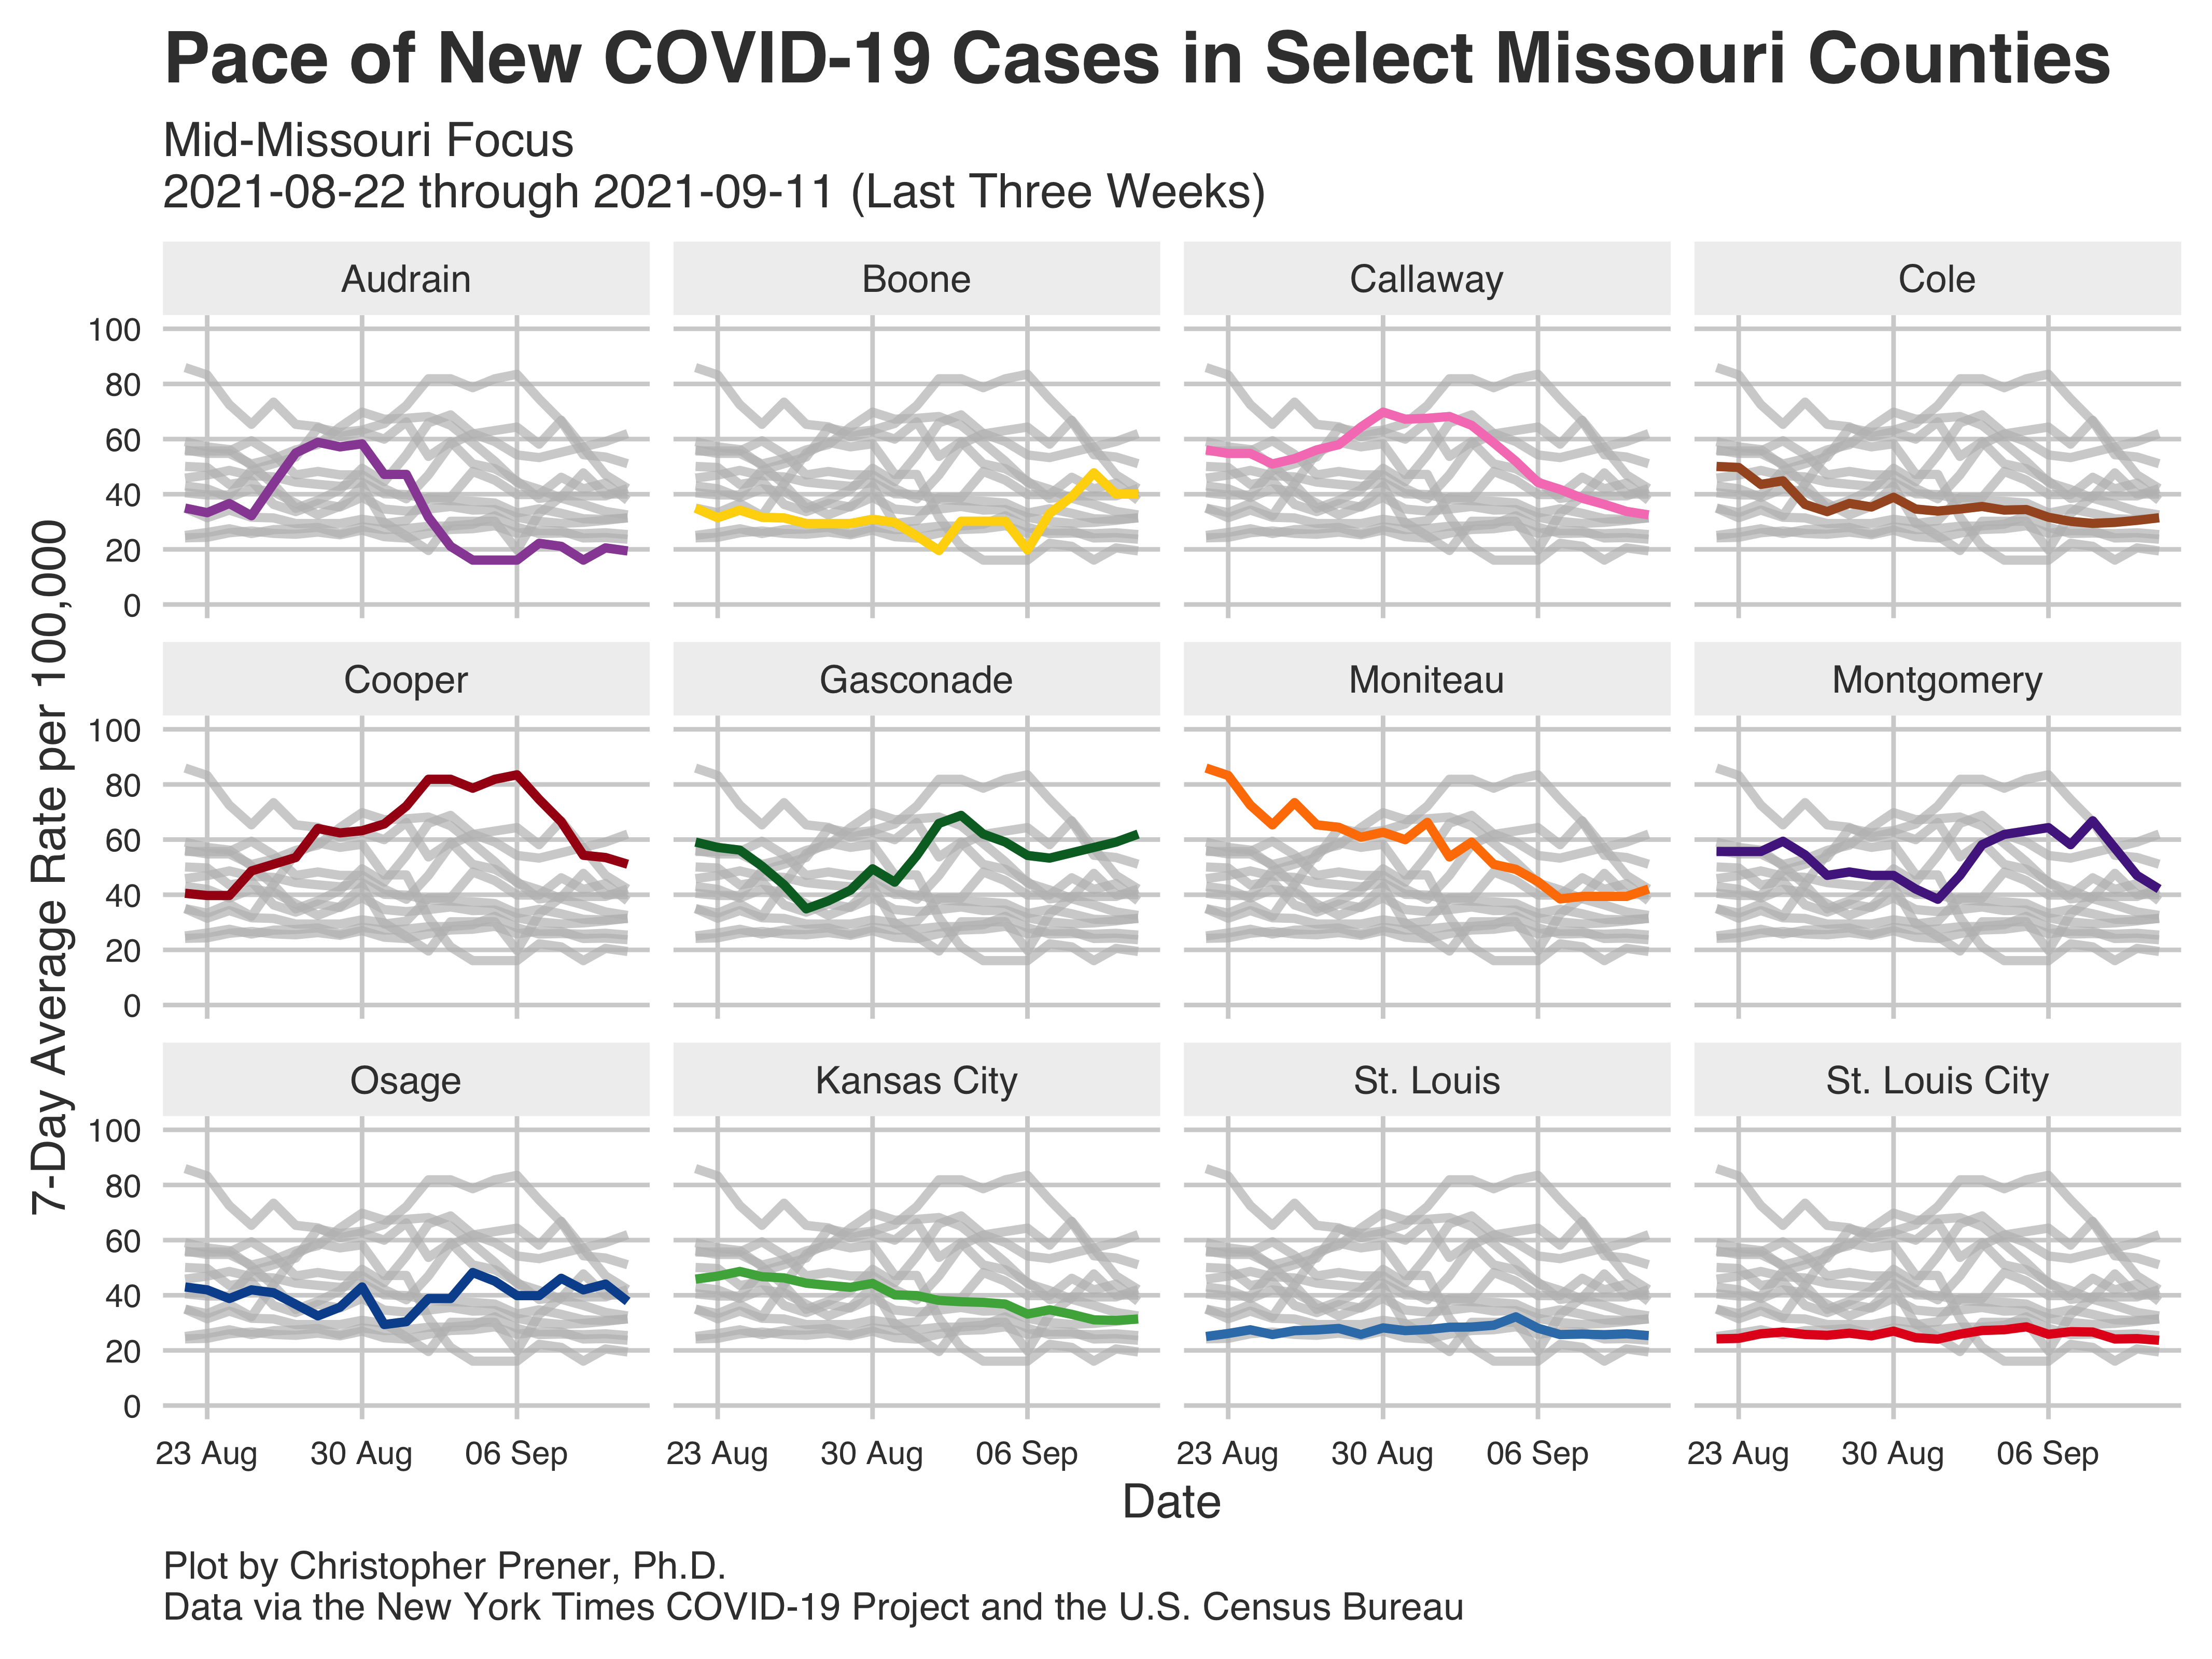 Pace of New COVID-19 Cases in Select Missouri Counties
Mid-Missouri Focus
2021-08-22 through 2021-09-11 (Last Three Weeks)
7-Day Average Rate per 100,000
Audrain
Boone
Callaway
Cole
100
80
60
40
20
0
Cooper
Gasconade
Moniteau
Montgomery
100
80
60
40
20
0
Osage
Kansas City
St. Louis
St. Louis City
100
80
60
40
20
0
23 Aug 30 Aug 06 Sep
23 Aug 30 Aug 06 Sep
23 Aug 30 Aug 06 Sep
23 Aug 30 Aug 06 Sep
Date
Plot by Christopher Prener, Ph.D.
Data via the New York Times COVID-19 Project and the U.S. Census Bureau